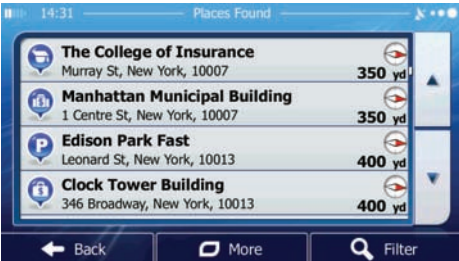 14:31 Places Found
The College of Insurance
Murray St, New York, 10007 350 yd
Manhattan Municipal Building
1 Centre St, New York, 10007 350 yd
P Edison Park Fast
Leonard St, New York, 10013 400 yd
Clock Tower Building
346 Broadway, New York, 10013 400 yd
Back More Filter